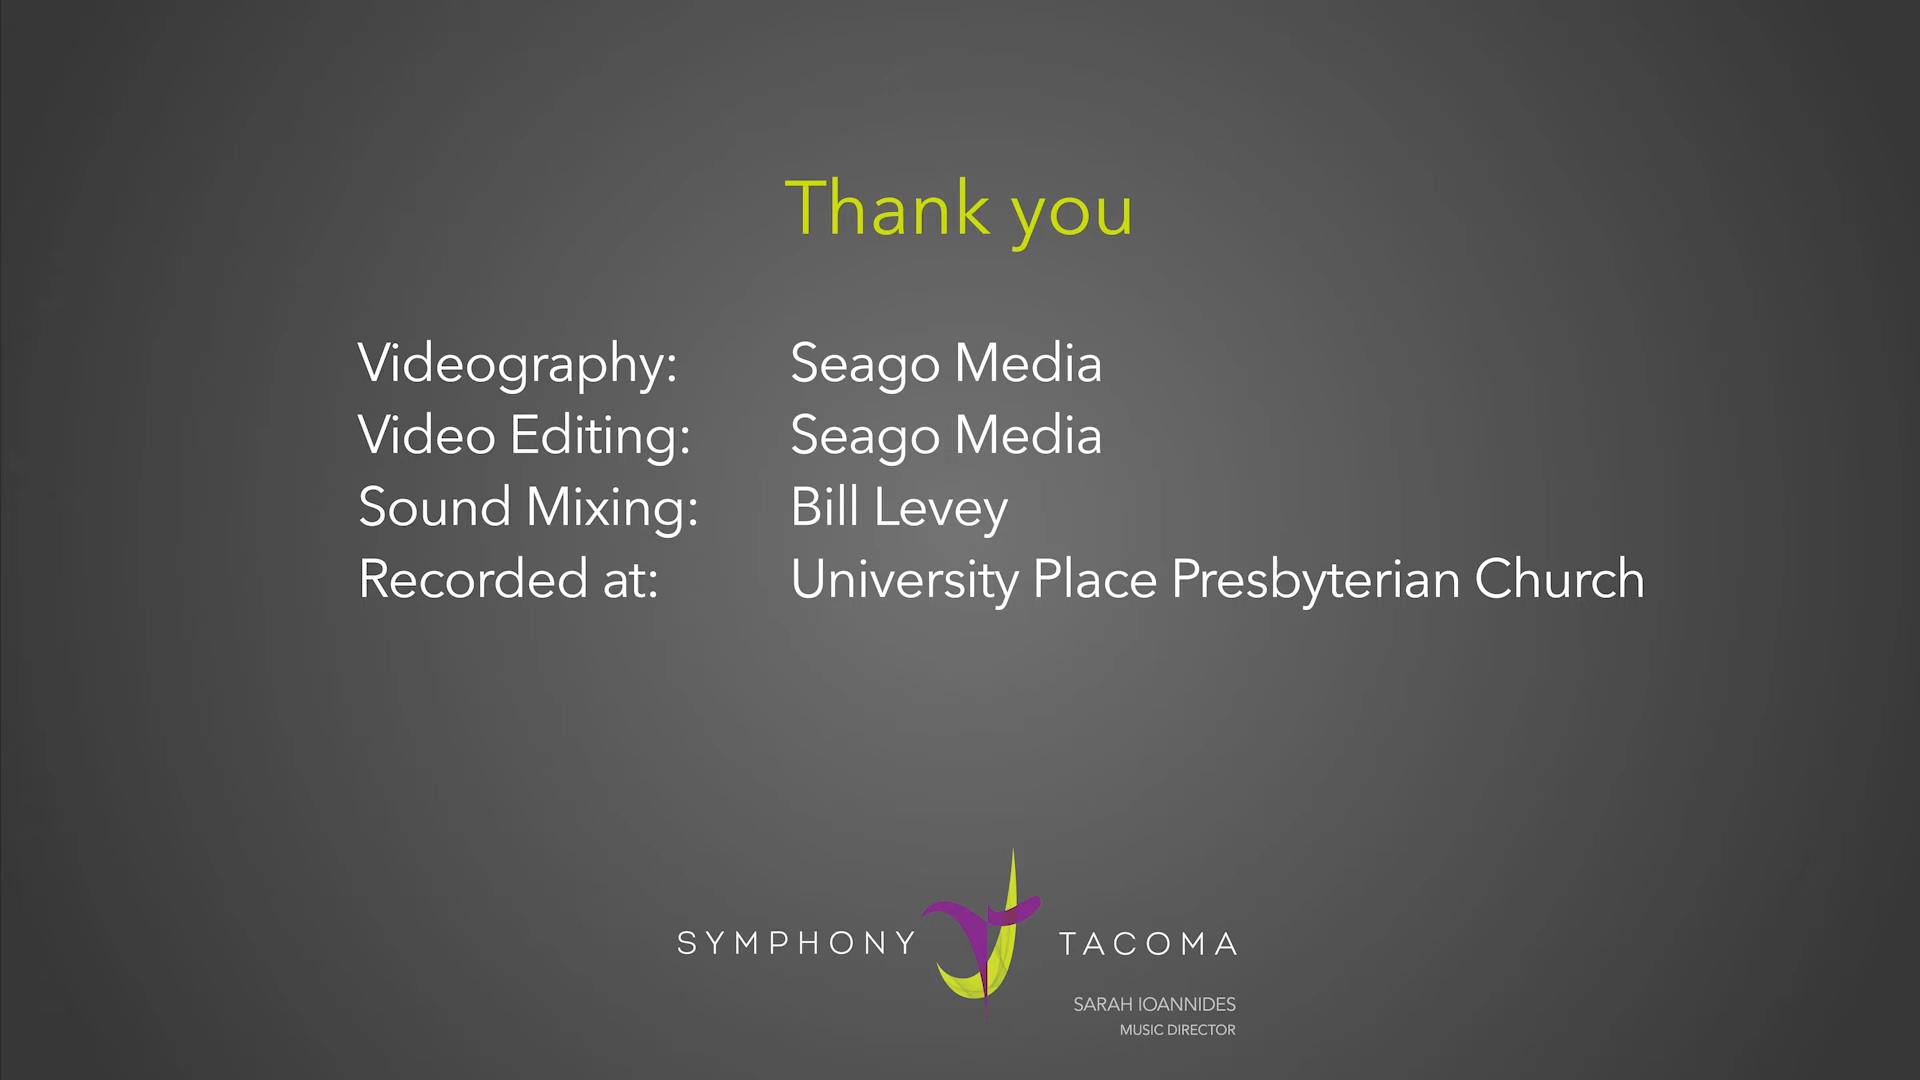 Thank you
Videography: Seago Media
Video Editing: Seago Media
Sound Mixing: Bill Levey
Recorded at: University Place Presbyterian Church
SYMPHONY TACOMA
SARAH IOANNIDES
MUSIC DIRECTOR